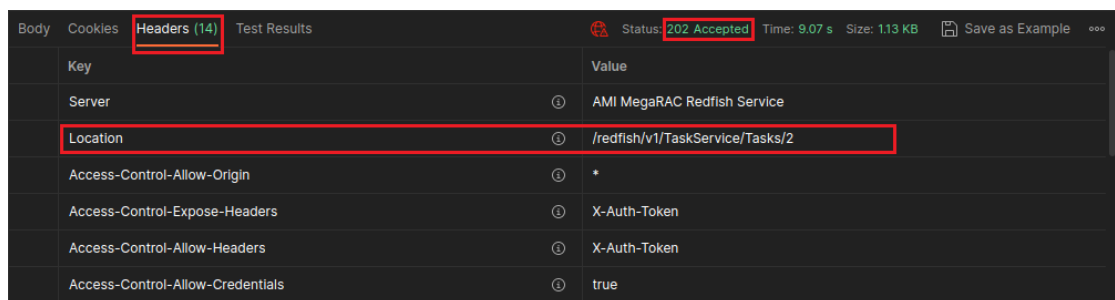 Body Cookies Headers (14) Test Results Status: 202 Accepted Time: 9.07 s Size: 1.13 KB Save as Example
Key Value
Server AMI MegaRAC Redfish Service
Location /redfish/v1/TaskService/Tasks/2
Access-Control-Allow-Origin *
Access-Control-Expose-Headers X-Auth-Token
Access-Control-Allow-Headers X-Auth-Token
Access-Control-Allow-Credentials true